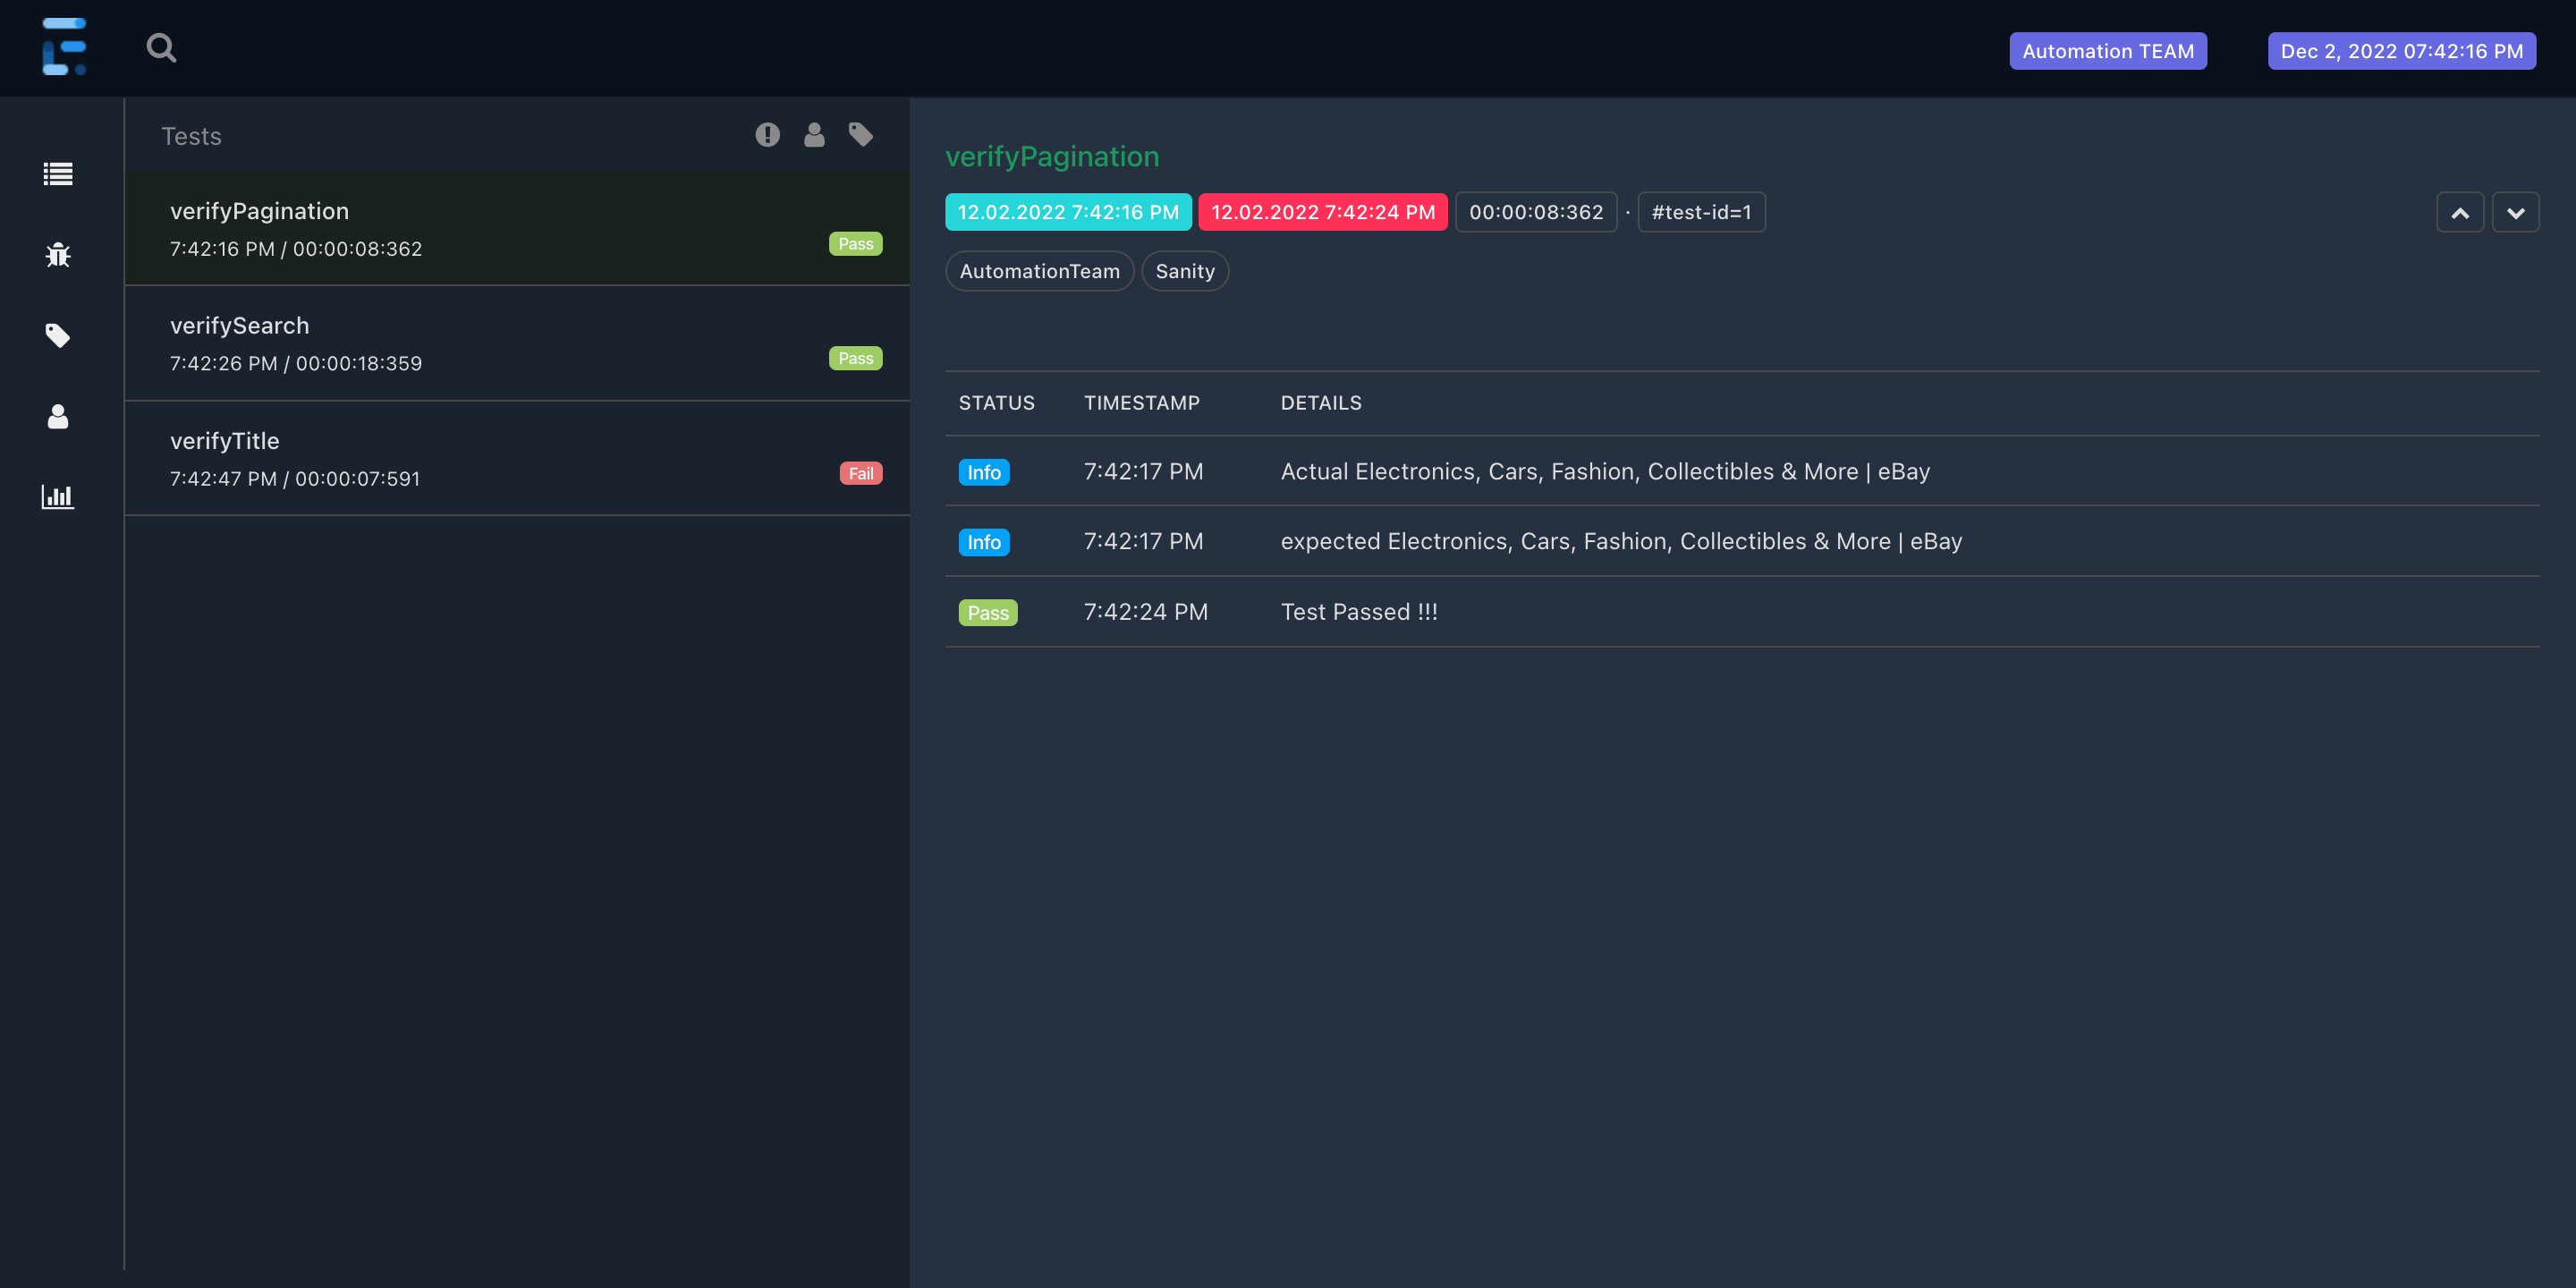 Automation TEAM
Dec 2, 2022 07:42:16 PM
Tests
verifyPagination
7:42:16 PM / 00:00:08:362
Pass
verifySearch
7:42:26 PM / 00:00:18:359
Pass
verifyTitle
7:42:47 PM / 00:00:07:591
Fail
verifyPagination
12.02.2022 7:42:16 PM 12.02.2022 7:42:24 PM 00:00:08:362 · #test-id=1
AutomationTeam Sanity
STATUS TIMESTAMP DETAILS
Info 7:42:17 PM Actual Electronics, Cars, Fashion, Collectibles & More | eBay
Info 7:42:17 PM expected Electronics, Cars, Fashion, Collectibles & More | eBay
Pass 7:42:24 PM Test Passed !!!